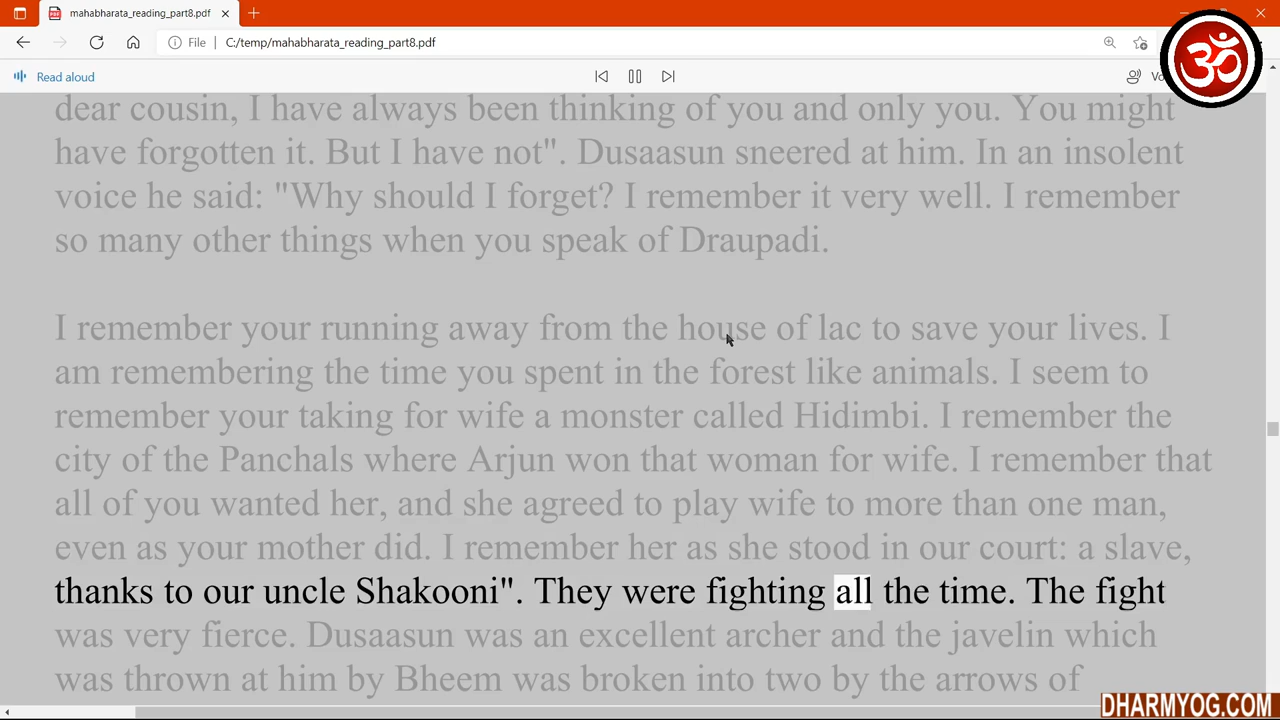 mahabharata_reading_part8.pdf
File
C:/temp/mahabharata_reading_part8.pdf
ॐ
Read aloud
dear cousin, I have always been thinking of you and only you. You might
have forgotten it. But I have not". Dusaasun sneered at him. In an insolent
voice he said: "Why should I forget? I remember it very well. I remember
so many other things when you speak of Draupadi.
I remember your running away from the house of lac to save your lives. I
am remembering the time you spent in the forest like animals. I seem to
remember your taking for wife a monster called Hidimbi. I remember the
city of the Panchals where Arjun won that woman for wife. I remember that
all of you wanted her, and she agreed to play wife to more than one man,
even as your mother did. I remember her as she stood in our court: a slave,
thanks to our uncle Shakooni". They were fighting all the time. The fight
was very fierce. Dusaasun was an excellent archer and the javelin which
was thrown at him by Bheem was broken into two by the arrows of
DHARMYOG.COM